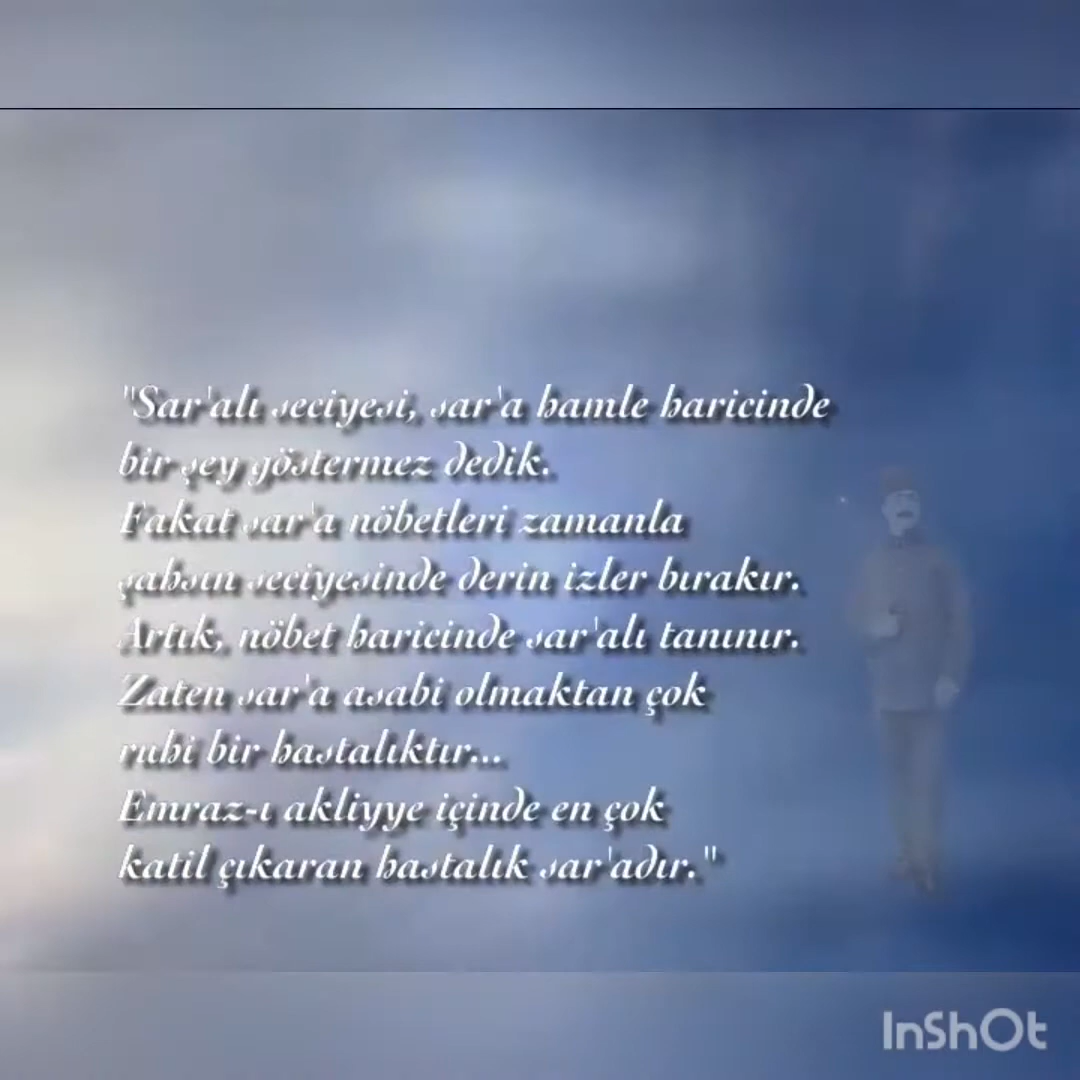 "Sar'alı seciyesi, sar'a hamle haricinde
bir şey göstermez dedik.
Fakat sar'a nöbetleri zamanla
şahsın seciyesinde derin izler bırakır.
Artık, nöbet haricinde sar'alı tanınır.
Zaten sar'a asabi olmaktan çok
ruhi bir hastalıktır...
Emraz-ı akliyye içinde en çok
katil çıkaran hastalık sar'adır."
InShOt